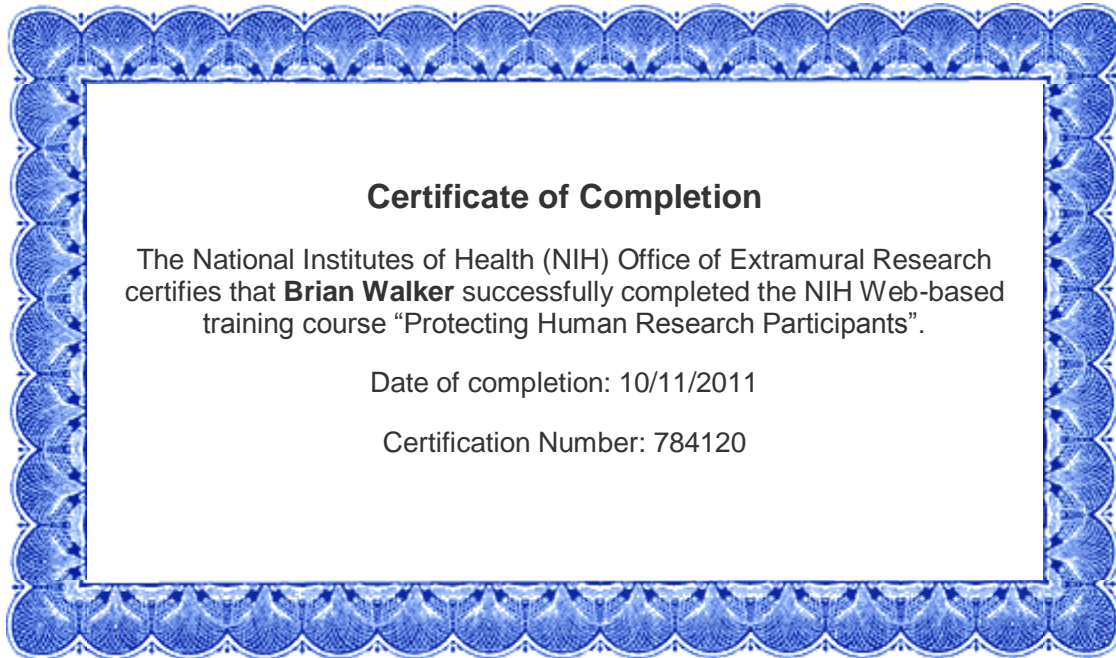 Certificate of Completion
The National Institutes of Health (NIH) Office of Extramural Research
certifies that Brian Walker successfully completed the NIH Web-based
training course “Protecting Human Research Participants”.
Date of completion: 10/11/2011
Certification Number: 784120